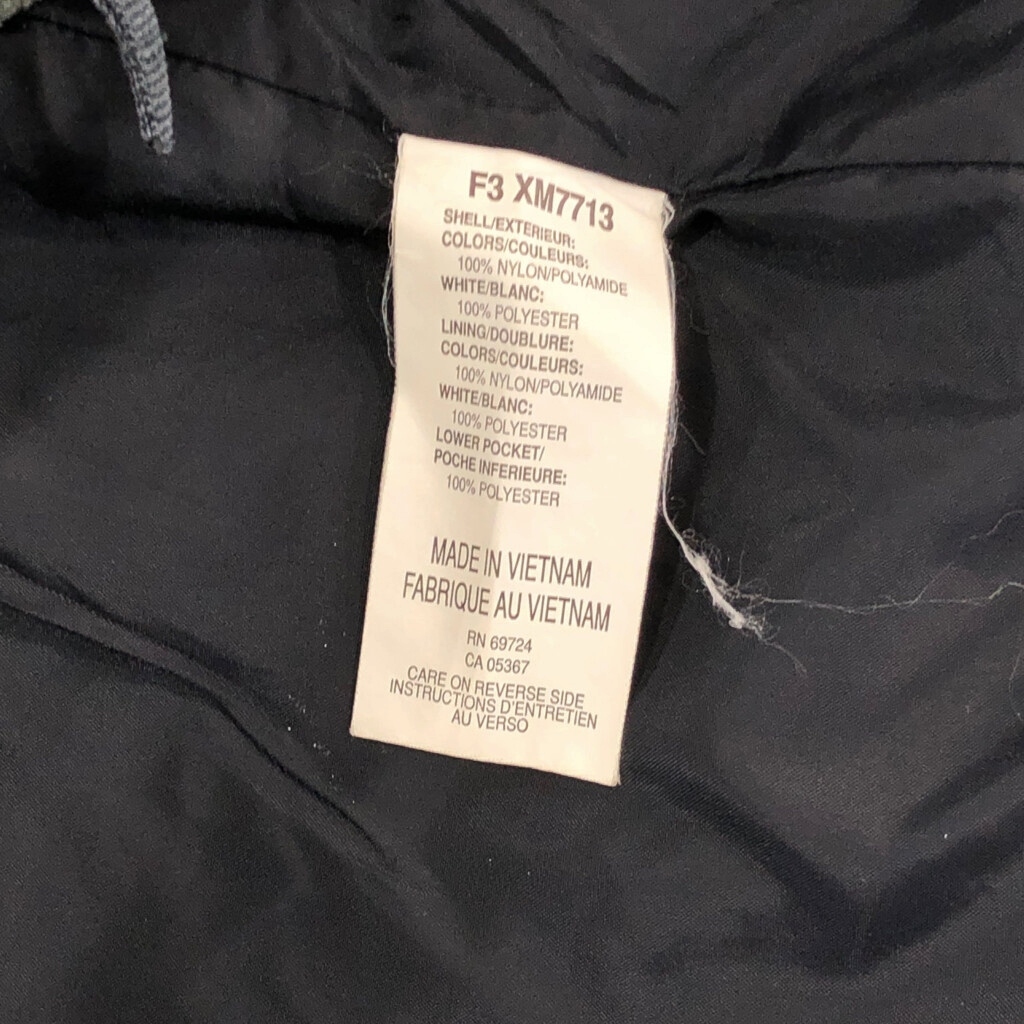 F3 XM7713
SHELL/EXTERIEUR:
COLORS/COULEURS:
100% NYLON/POLYAMIDE
WHITE/BLANC:
100% POLYESTER
LINING/DOUBLURE:
COLORS/COULEURS:
100% NYLON/POLYAMIDE
WHITE/BLANC:
100% POLYESTER
LOWER POCKET/
POCHE INFERIEURE:
100% POLYESTER
MADE IN VIETNAM
FABRIQUE AU VIETNAM
RN 69724
CA 05367
CARE ON REVERSE SIDE
INSTRUCTIONS D'ENTRETIEN
AU VERSO